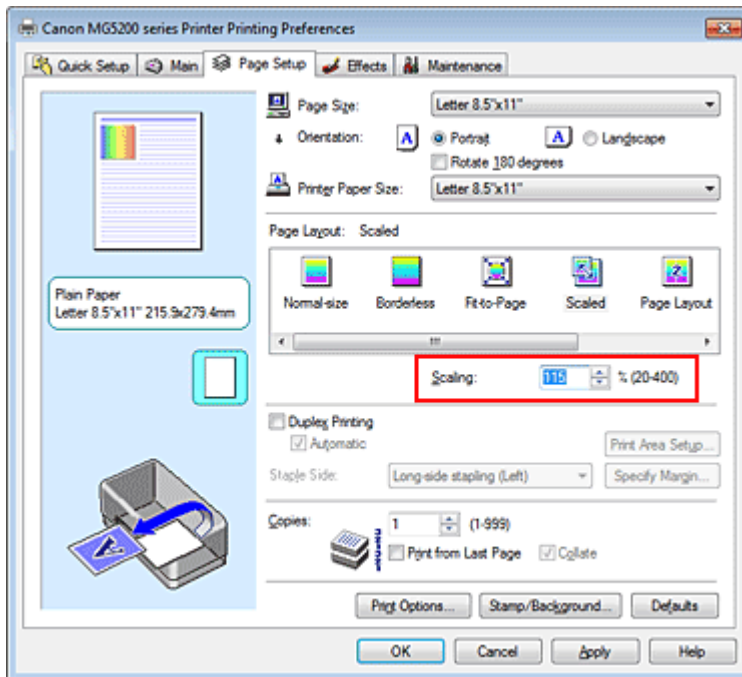 Canon MG5200 series Printer Printing Preferences
Quick Setup Main Page Setup Effects Maintenance
Page Size: Letter 8.5"x11"
Orientation: A Portrait A Landscape
Rotate 180 degrees
Printer Paper Size: Letter 8.5"x11"
Page Layout: Scaled
Normal-size Borderless Fit-to-Page Scaled Page Layout
Plain Paper
Letter 8.5"x11" 215.9x279.4mm
Scaling: 115 % (20-400)
Duplex Printing
Automatic Print Area Setup...
Staple Side: Long-side stapling (Left) Specify Margin...
Copies: 1 (1-999)
Print from Last Page Collate
Print Options... Stamp/Background... Defaults
OK Cancel Apply Help